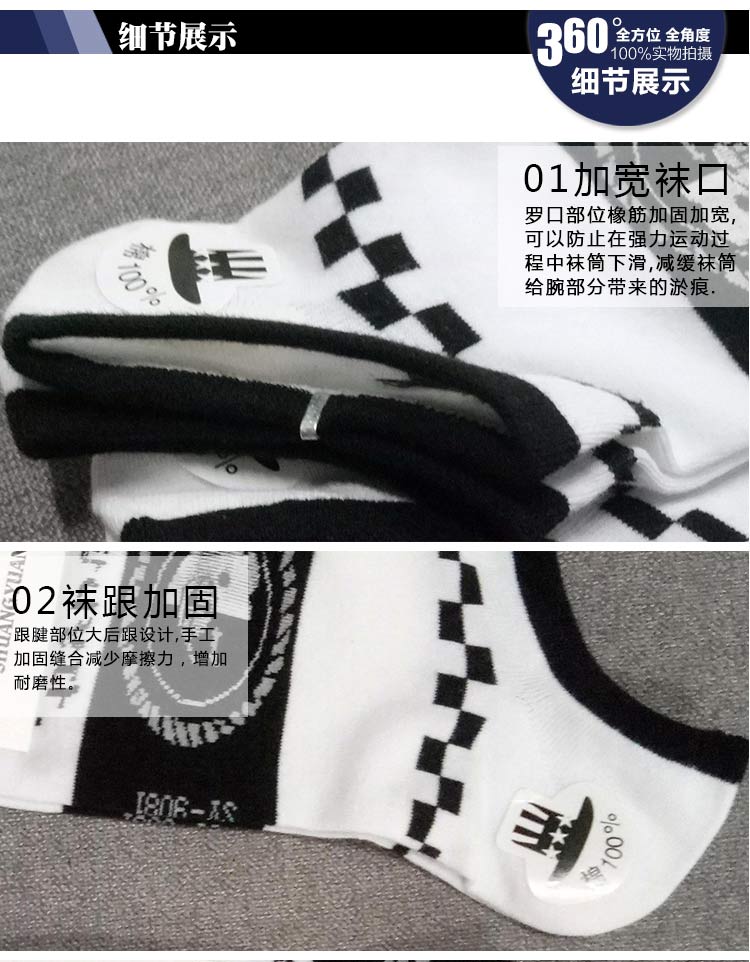 细节展示
360°全方位 全角度
100%实物拍摄
细节展示
01加宽袜口
罗口部位橡筋加固加宽,
可以防止在强力运动过
程中袜筒下滑,减缓袜筒
给腕部分带来的淤痕.
棉100%
%
02袜跟加固
跟腱部位大后跟设计,手工
加固缝合减少摩擦力，增加
耐磨性。
SHUANGYUAN
棉100%